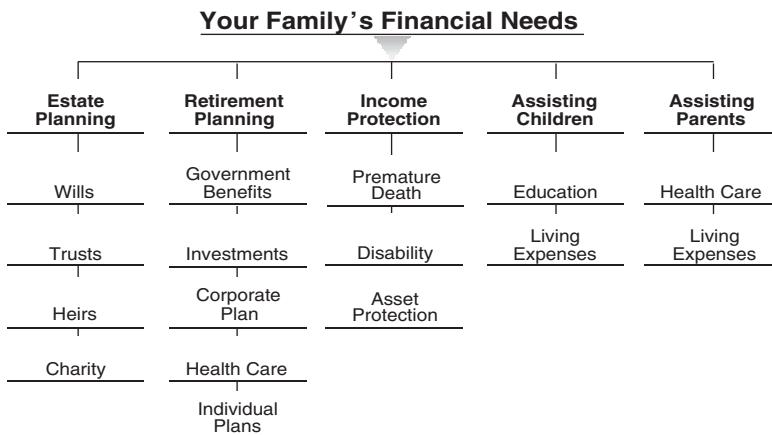 Your Family's Financial Needs
Estate
Planning
Wills
Trusts
Heirs
Charity
Retirement
Planning
Government
Benefits
Investments
Corporate
Plan
Health Care
Individual
Plans
Income
Protection
Premature
Death
Disability
Asset
Protection
Assisting
Children
Education
Living
Expenses
Assisting
Parents
Health Care
Living
Expenses